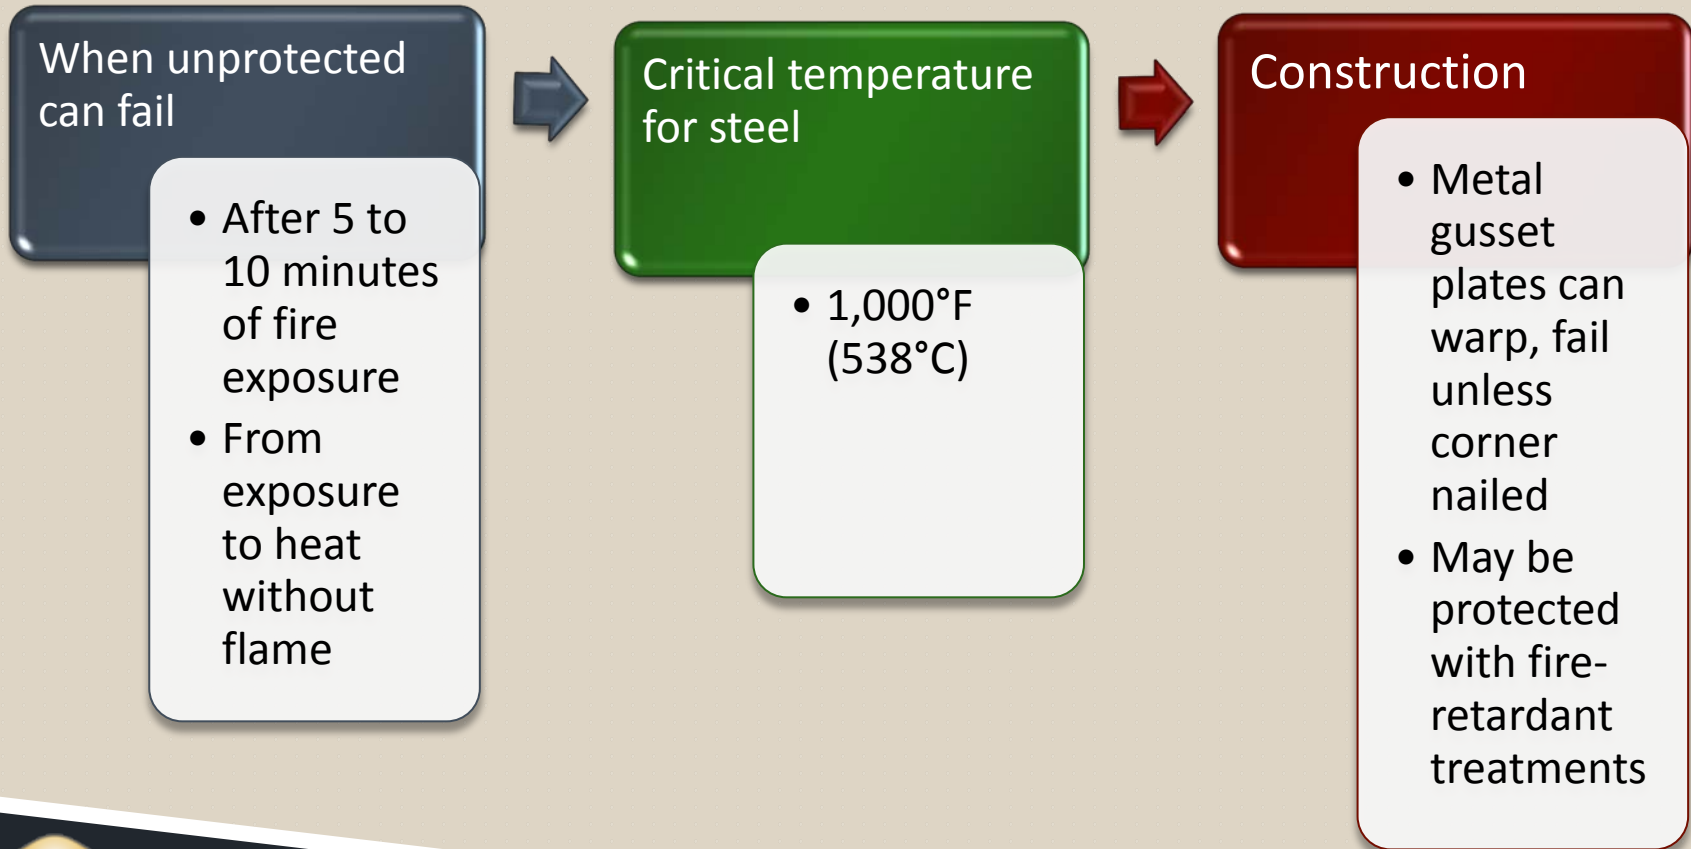 When unprotected
can fail
• After 5 to
10 minutes
of fire
exposure
• From
exposure
to heat
without
flame
Critical temperature
for steel
• 1,000°F
(538°C)
Construction
• Metal
gusset
plates can
warp, fail
unless
corner
nailed
• May be
protected
with fire-
retardant
treatments